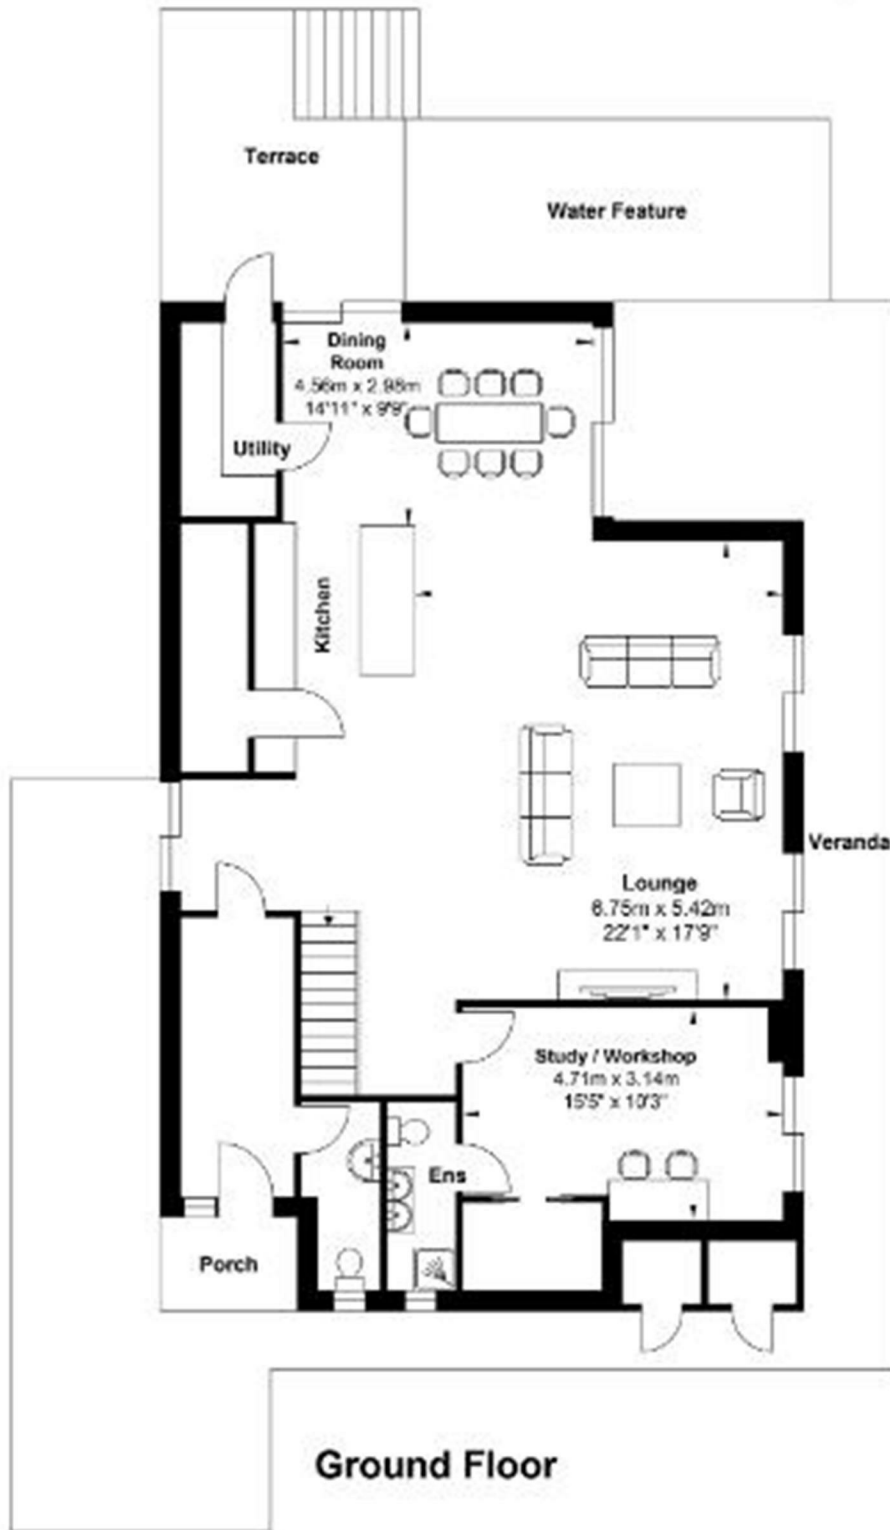 Terrace
Water Feature
Dining
Room
4.56m x 2.98m
14'11" x 9'9"
Utility
Kitchen
Veranda
Lounge
6.75m x 5.42m
22'1" x 17'9"
Study / Workshop
4.71m x 3.14m
15'5" x 10'3"
Ens
Porch
Ground Floor